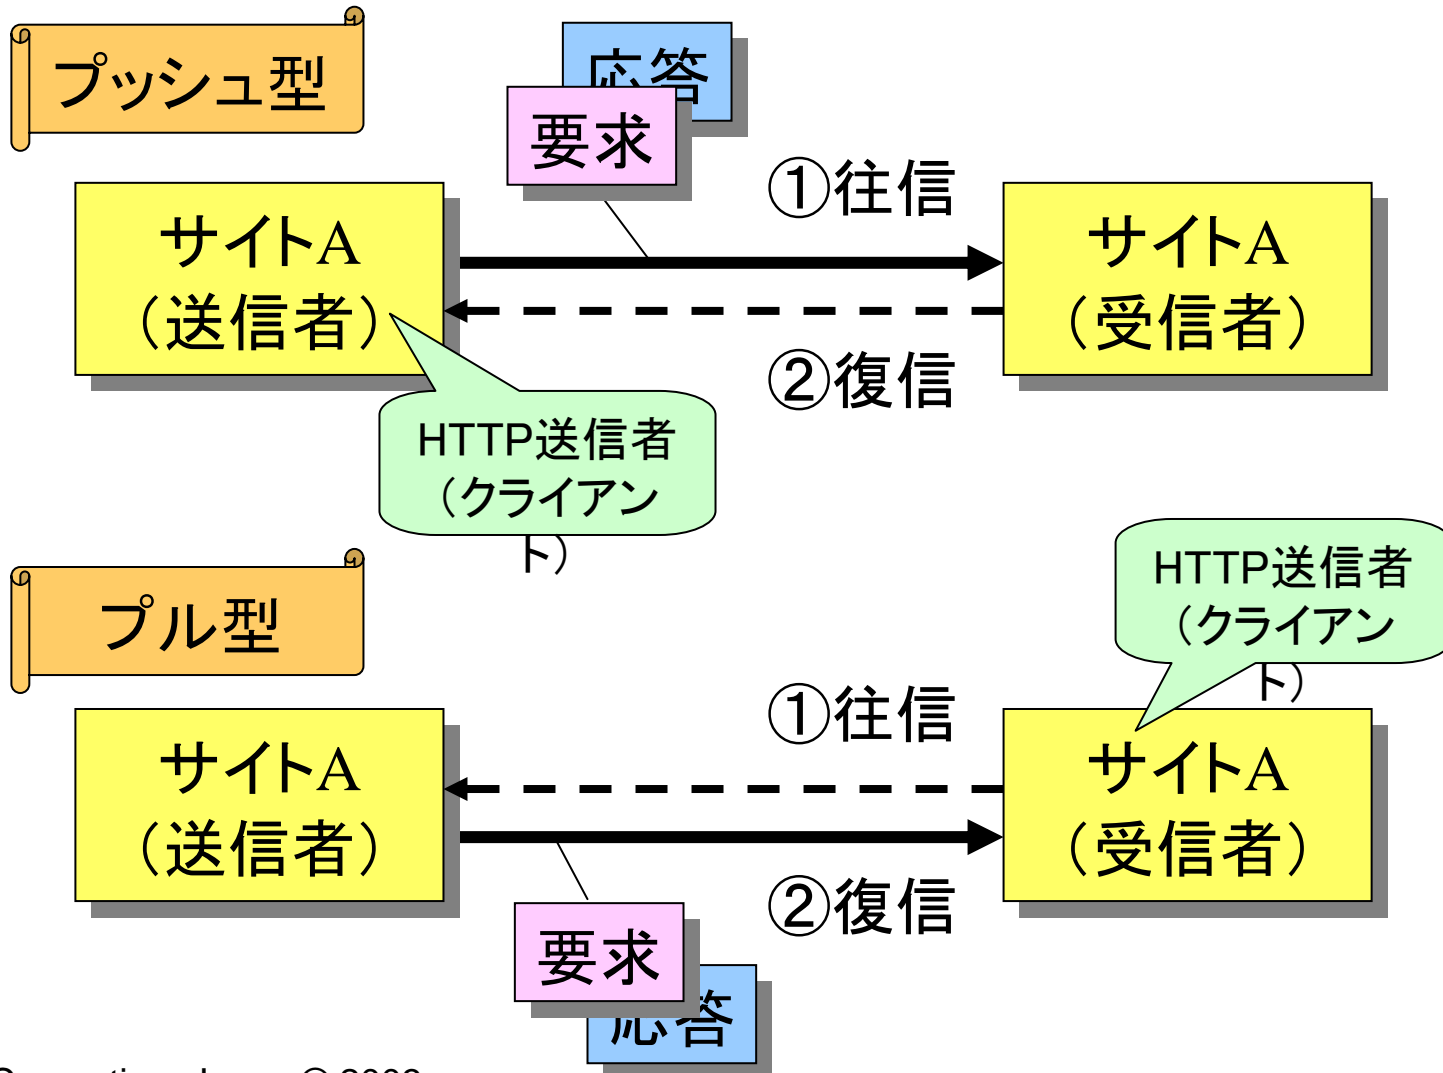 プッシュ型
応答
要求
①往信
サイトA
（送信者）
サイトA
（受信者）
②復信
HTTP送信者
（クライアン
ト）
HTTP送信者
（クライアン
ト）
プル型
①往信
サイトA
（送信者）
サイトA
（受信者）
②復信
要求
応答